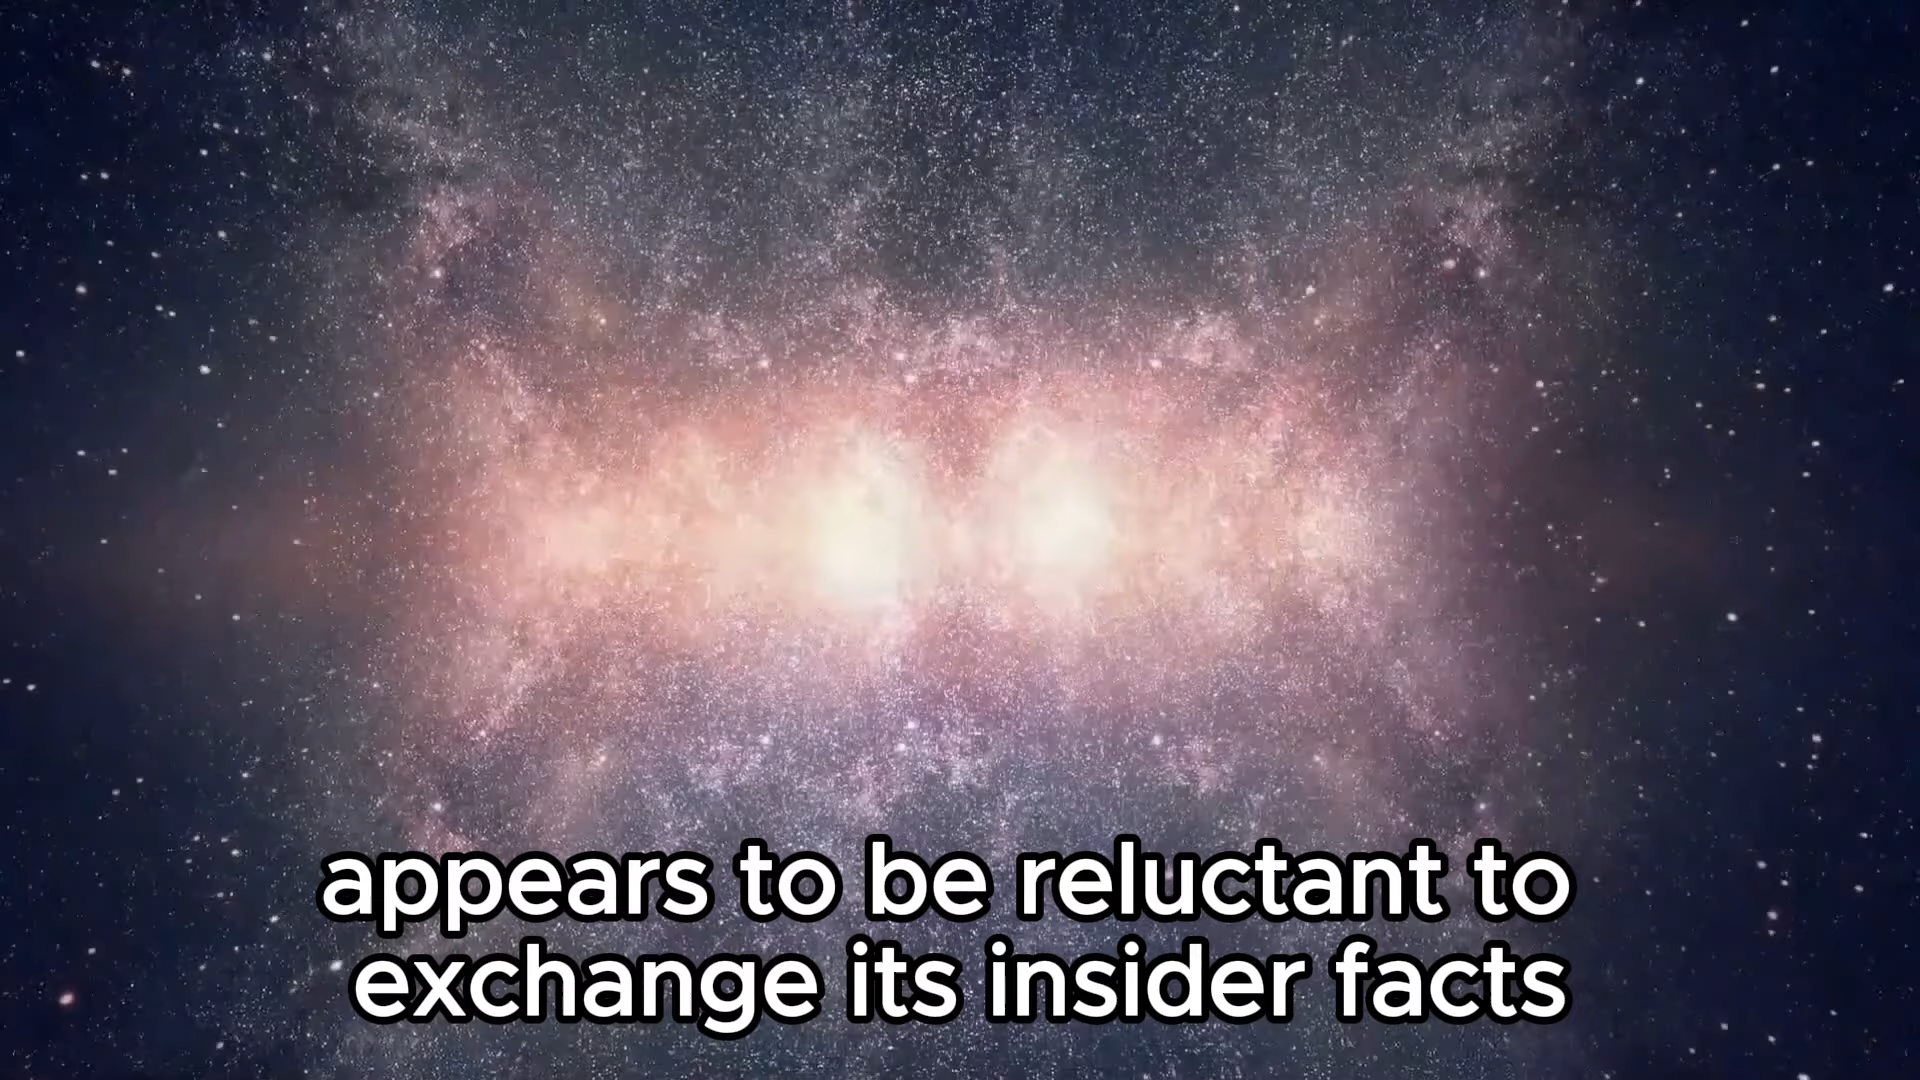 appears to be reluctant to
exchange its insider facts